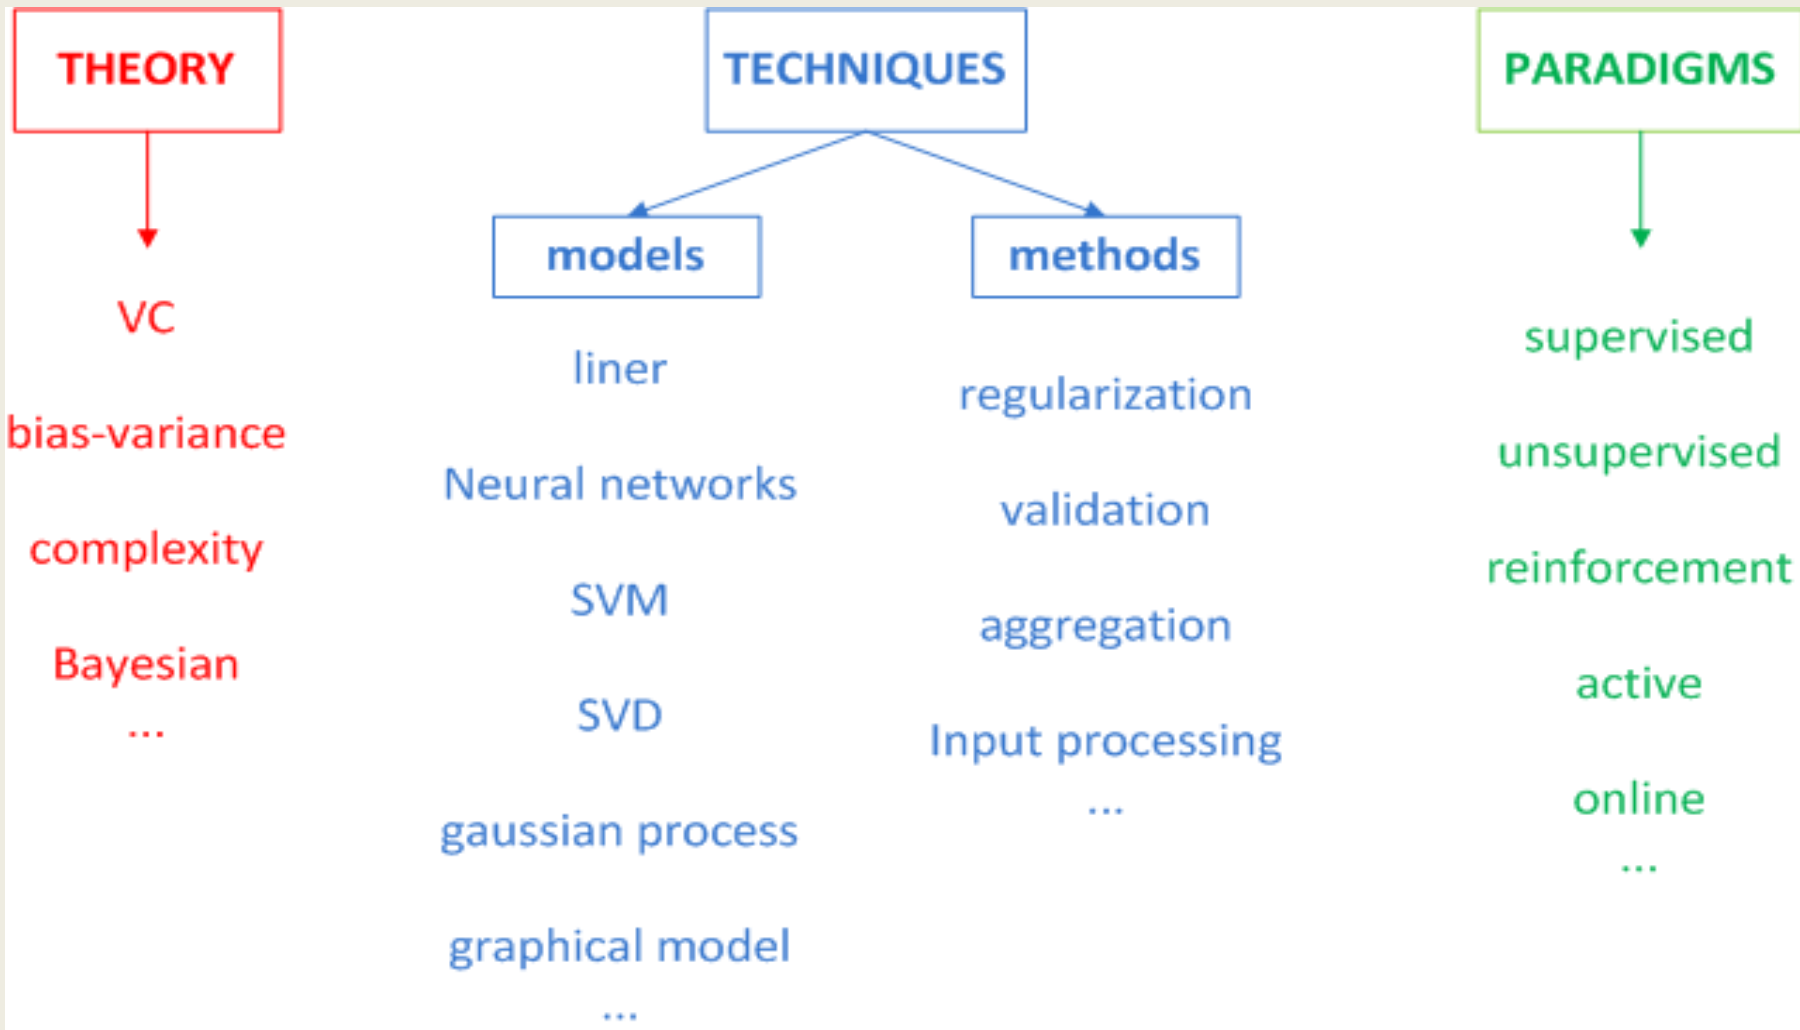 THEORY
VC
bias-variance
complexity
Bayesian
...
TECHNIQUES
models
liner
Neural networks
SVM
SVD
gaussian process
graphical model
...
methods
regularization
validation
aggregation
Input processing
...
PARADIGMS
supervised
unsupervised
reinforcement
active
online
...